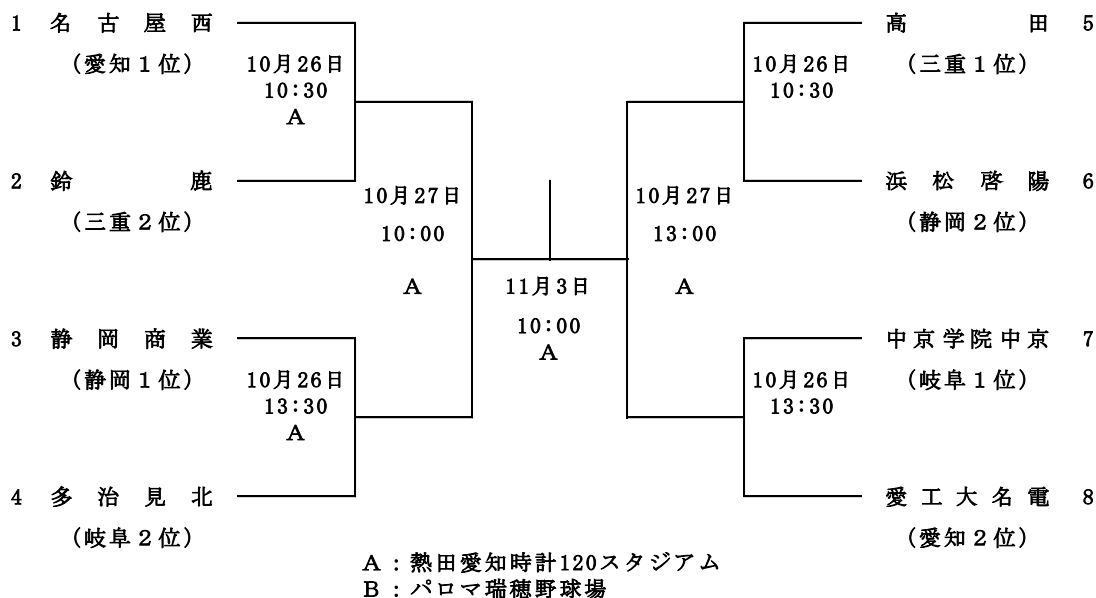 1 名古屋西
(愛知1位)
10月26日
10:30
A
2 鈴鹿
(三重2位)
10月27日
10:00
A
3 静岡商業
(静岡1位)
10月26日
13:30
A
4 多治見北
(岐阜2位)
11月3日
10:00
A
高田 5
(三重1位)
10月26日
10:30
浜松啓陽 6
(静岡2位)
10月27日
13:00
A
中京学院中京 7
(岐阜1位)
10月26日
13:30
愛工大名電 8
(愛知2位)
A：熱田愛知時計120スタジアム
B：パロマ瑞穂野球場